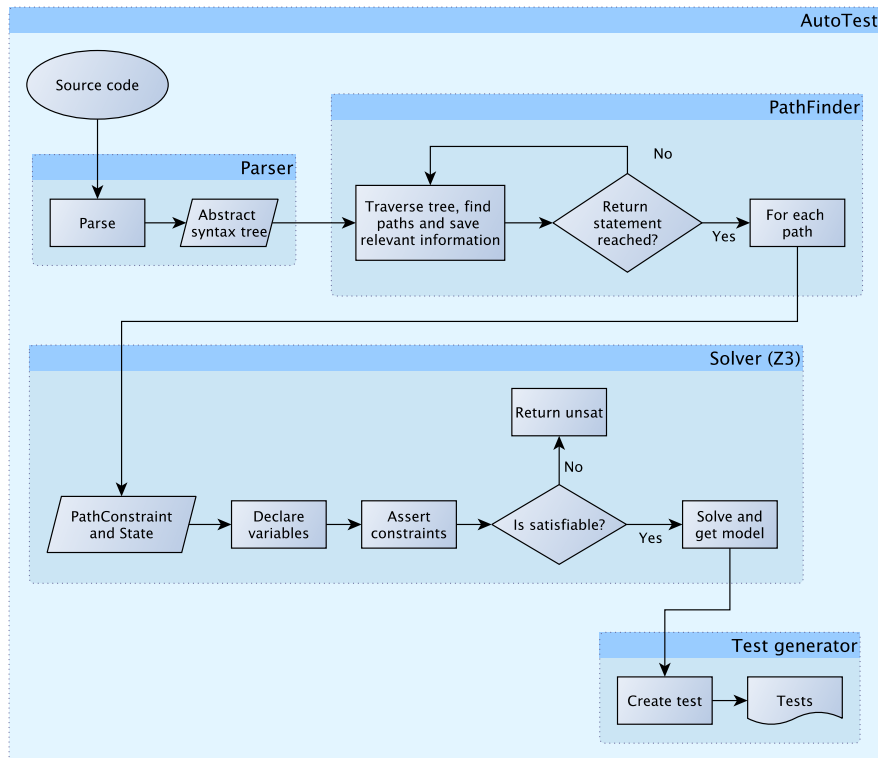 AutoTest
Source code
PathFinder
No
Parser
Parse
Abstract
syntax tree
Traverse tree, find
paths and save
relevant information
Return
statement
reached?
Yes
For each
path
Solver (Z3)
Return unsat
No
PathConstraint
and State
Declare
variables
Assert
constraints
Is satisfiable?
Yes
Solve and
get model
Test generator
Create test
Tests